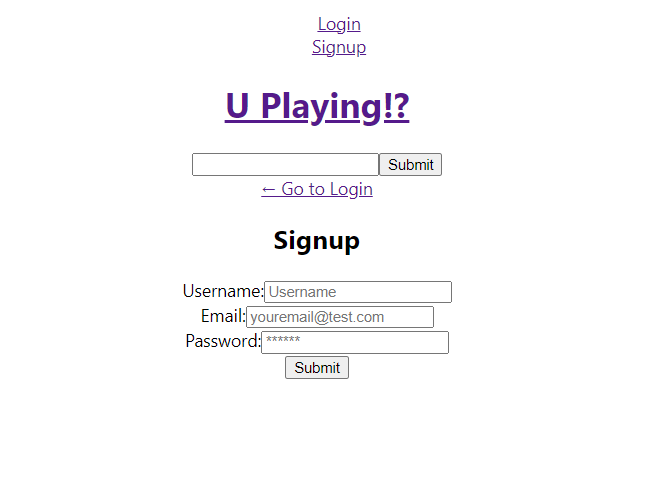 Login
Signup
U Playing!?
Submit
← Go to Login
Signup
Username: Username
Email: youremail@test.com
Password: ******
Submit